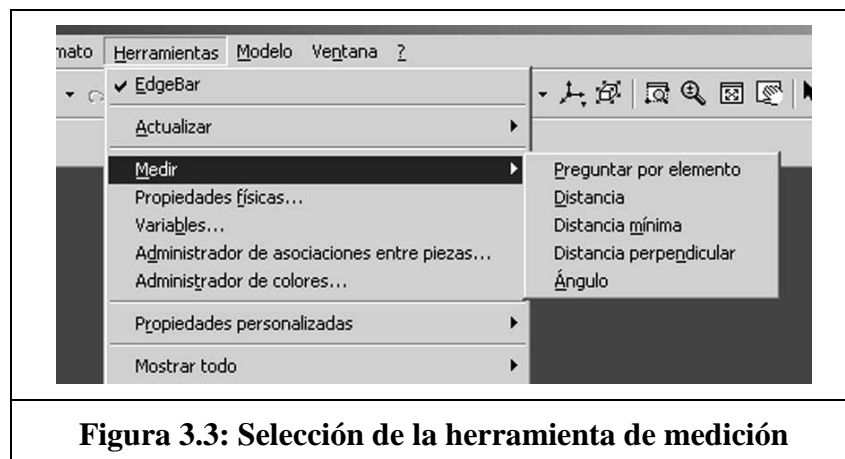 mato Herramientas Modelo Ventana ?
✔ EdgeBar
Actualizar
Medir
Preguntar por elemento
Propiedades físicas...
Distancia
Variables...
Distancia mínima
Administrador de asociaciones entre piezas...
Distancia perpendicular
Administrador de colores...
Ángulo
Propiedades personalizadas
Mostrar todo
Figura 3.3: Selección de la herramienta de medición